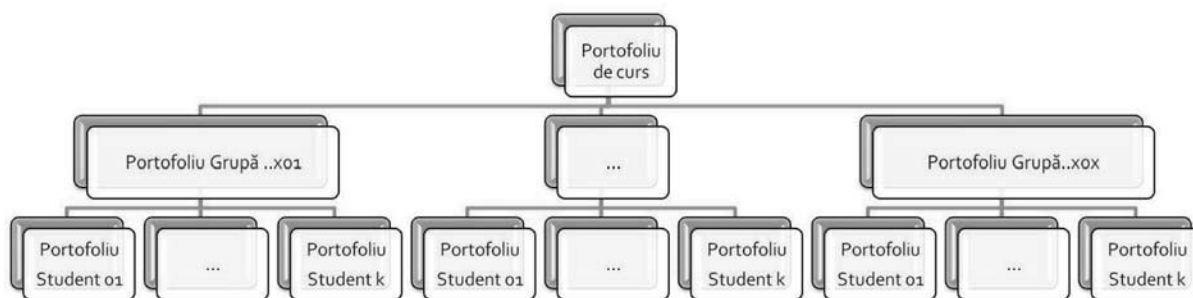 Portofoliu
de curs
Portofoliu Grupă ..x01
...
Portofoliu Grupă..x0x
Portofoliu
Student 01
...
Portofoliu
Student k
Portofoliu
Student 01
...
Portofoliu
Student k
Portofoliu
Student 01
...
Portofoliu
Student k